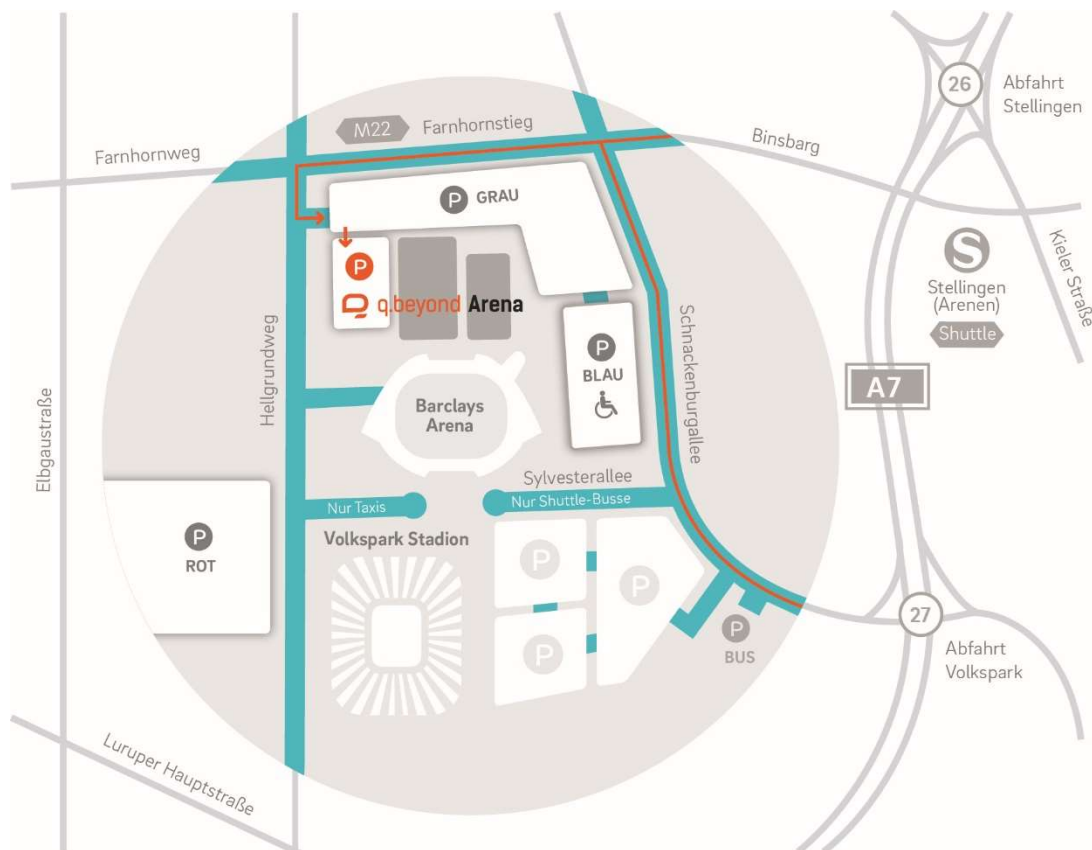 26
Abfahrt
Stellingen
M22
Farnhornstieg
Farnhornweg
Binsbarg
P GRAU
P
q.beyond Arena
S
Stellingen
(Arenen)
Shuttle
Kieler Straße
Schnackenburgallee
Hellgrundweg
Elbgaustraße
P
BLAU
A7
Barclays
Arena
Sylvesterallee
Nur Taxis
Nur Shuttle-Busse
Volkspark Stadion
P
ROT
P
P
P
P
BUS
27
Abfahrt
Volkspark
Luruper Hauptstraße